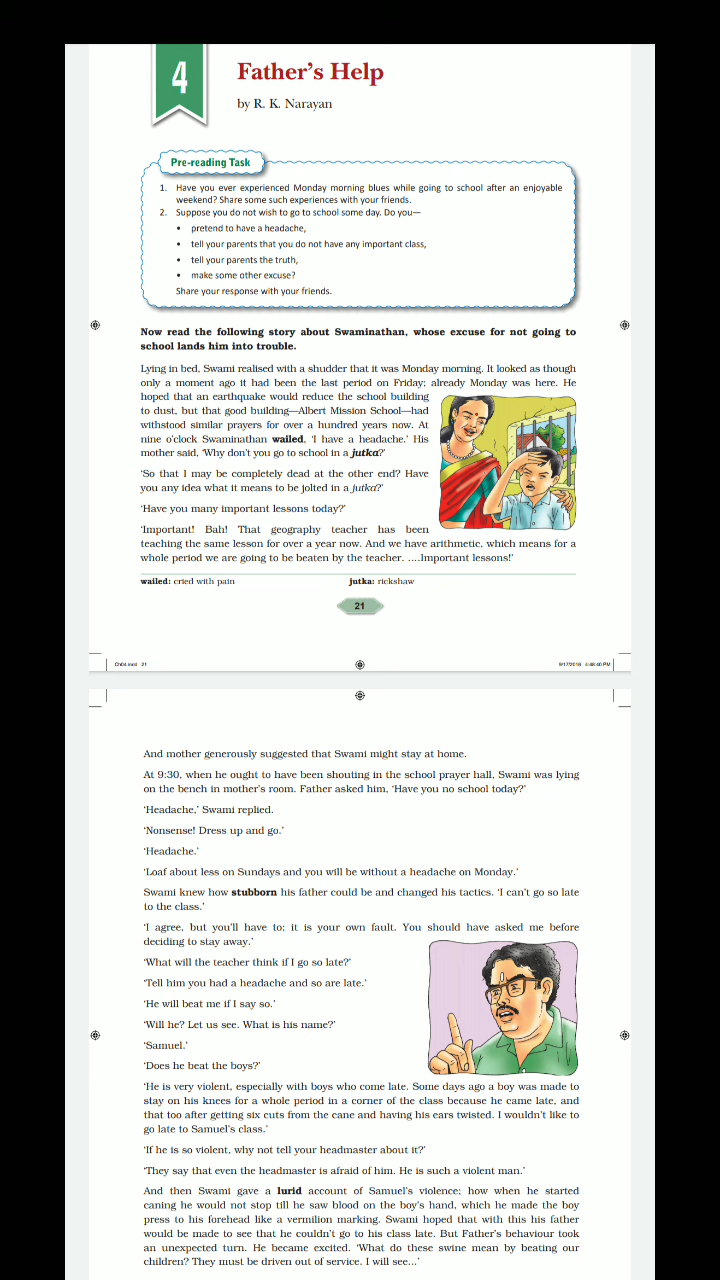 4
Father's Help
by R. K. Narayan
Pre-reading Task
1. Have you ever experienced Monday morning blues while going to school after an enjoyable
weekend? Share some such experiences with your friends.
2. Suppose you do not wish to go to school some day. Do you—
• pretend to have a headache,
• tell your parents that you do not have any important class,
• tell your parents the truth,
• make some other excuse?
Share your response with your friends.
Now read the following story about Swaminathan, whose excuse for not going to
school lands him into trouble.
Lying in bed, Swami realised with a shudder that it was Monday morning. It looked as though
only a moment ago it had been the last period on Friday; already Monday was here. He
hoped that an earthquake would reduce the school building
to dust, but that good building—Albert Mission School—had
withstood similar prayers for over a hundred years now. At
nine o'clock Swaminathan wailed, 'I have a headache.' His
mother said, 'Why don't you go to school in a jutka?'
'So that I may be completely dead at the other end? Have
you any idea what it means to be jolted in a jutka?'
'Have you many important lessons today?'
'Important! Bah! That geography teacher has been
teaching the same lesson for over a year now. And we have arithmetic, which means for a
whole period we are going to be beaten by the teacher. ....Important lessons!'
wailed: cried with pain jutka: rickshaw
21
Ch04.indd 21 9/17/2016 4:48:40 PM
And mother generously suggested that Swami might stay at home.
At 9:30, when he ought to have been shouting in the school prayer hall, Swami was lying
on the bench in mother's room. Father asked him, 'Have you no school today?'
'Headache,' Swami replied.
'Nonsense! Dress up and go.'
'Headache.'
'Loaf about less on Sundays and you will be without a headache on Monday.'
Swami knew how stubborn his father could be and changed his tactics. 'I can't go so late
to the class.'
'I agree, but you'll have to; it is your own fault. You should have asked me before
deciding to stay away.'
'What will the teacher think if I go so late?'
'Tell him you had a headache and so are late.'
'He will beat me if I say so.'
'Will he? Let us see. What is his name?'
'Samuel.'
'Does he beat the boys?'
'He is very violent, especially with boys who come late. Some days ago a boy was made to
stay on his knees for a whole period in a corner of the class because he came late, and
that too after getting six cuts from the cane and having his ears twisted. I wouldn't like to
go late to Samuel's class.'
'If he is so violent, why not tell your headmaster about it?'
'They say that even the headmaster is afraid of him. He is such a violent man.'
And then Swami gave a lurid account of Samuel's violence; how when he started
caning he would not stop till he saw blood on the boy's hand, which he made the boy
press to his forehead like a vermilion marking. Swami hoped that with this his father
would be made to see that he couldn't go to his class late. But Father's behaviour took
an unexpected turn. He became excited. 'What do these swine mean by beating our
children? They must be driven out of service. I will see...'